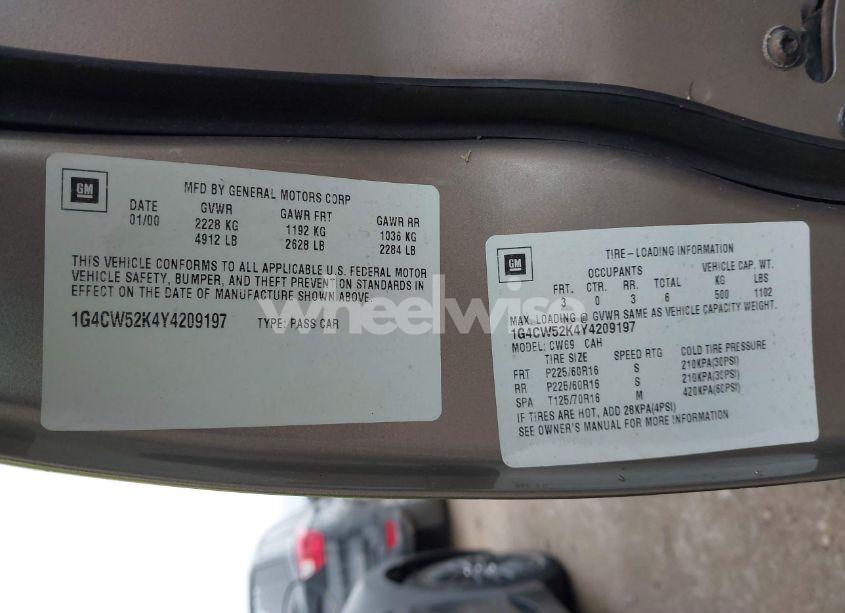 GM
MFD BY GENERAL MOTORS CORP
DATE GVWR GAWR FRT GAWR RR
01/00 2228 KG 1192 KG 1036 KG
4912 LB 2628 LB 2284 LB
THIS VEHICLE CONFORMS TO ALL APPLICABLE U.S. FEDERAL MOTOR
VEHICLE SAFETY, BUMPER, AND THEFT PREVENTION STANDARDS IN
EFFECT ON THE DATE OF MANUFACTURE SHOWN ABOVE.
1G4CW52K4Y4209197 TYPE: PASS CAR
GM
TIRE-LOADING INFORMATION
OCCUPANTS VEHICLE CAP. WT.
FRT. CTR. RR. TOTAL KG LBS
3 0 3 6 500 1102
MAX. LOADING @ GVWR SAME AS VEHICLE CAPACITY WEIGHT.
1G4CW52K4Y4209197
MODEL: CW69 CAH
TIRE SIZE SPEED RTG COLD TIRE PRESSURE
FRT P225/60R16 S 210KPA(30PSI)
RR P225/60R16 S 210KPA(30PSI)
SPA T125/70R16 M 420KPA(60PSI)
IF TIRES ARE HOT, ADD 28KPA(4PSI)
SEE OWNER'S MANUAL FOR MORE INFORMATION
wheelwise